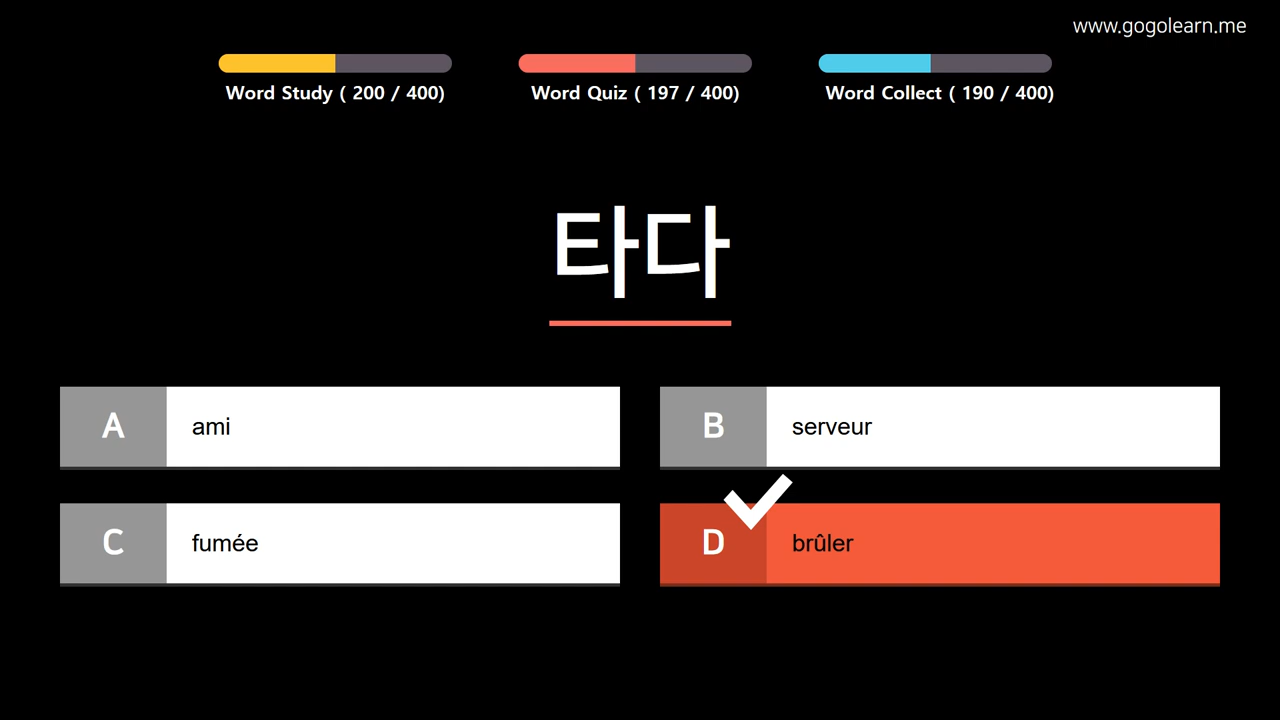 www.gogolearn.me
Word Study ( 200 / 400)
Word Quiz ( 197 / 400)
Word Collect ( 190 / 400)
타다
A
ami
B
serveur
C
fumée
D
brûler